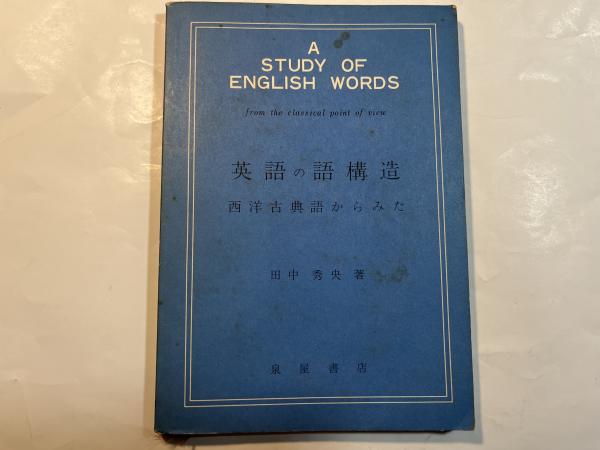 A
STUDY OF
ENGLISH WORDS
from the classical point of view
英語の語構造
西洋古典語からみた
田中秀央著
泉屋書店